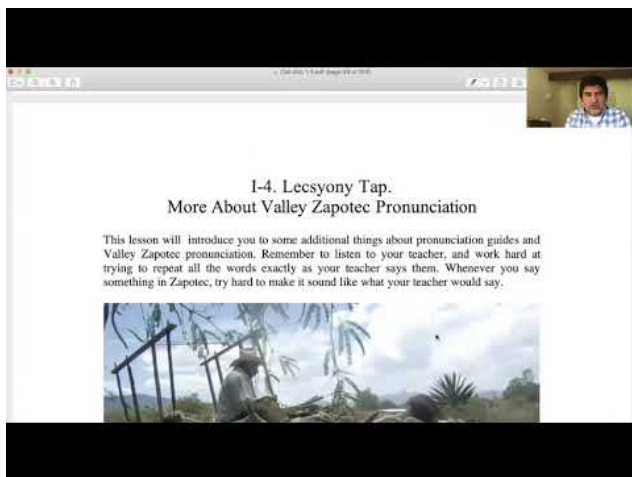 I-4. Lecsyony Tap.
More About Valley Zapotec Pronunciation
This lesson will introduce you to some additional things about pronunciation guides and
Valley Zapotec pronunciation. Remember to listen to your teacher, and work hard at
trying to repeat all the words exactly as your teacher says them. Whenever you say
something in Zapotec, try hard to make it sound like what your teacher would say.